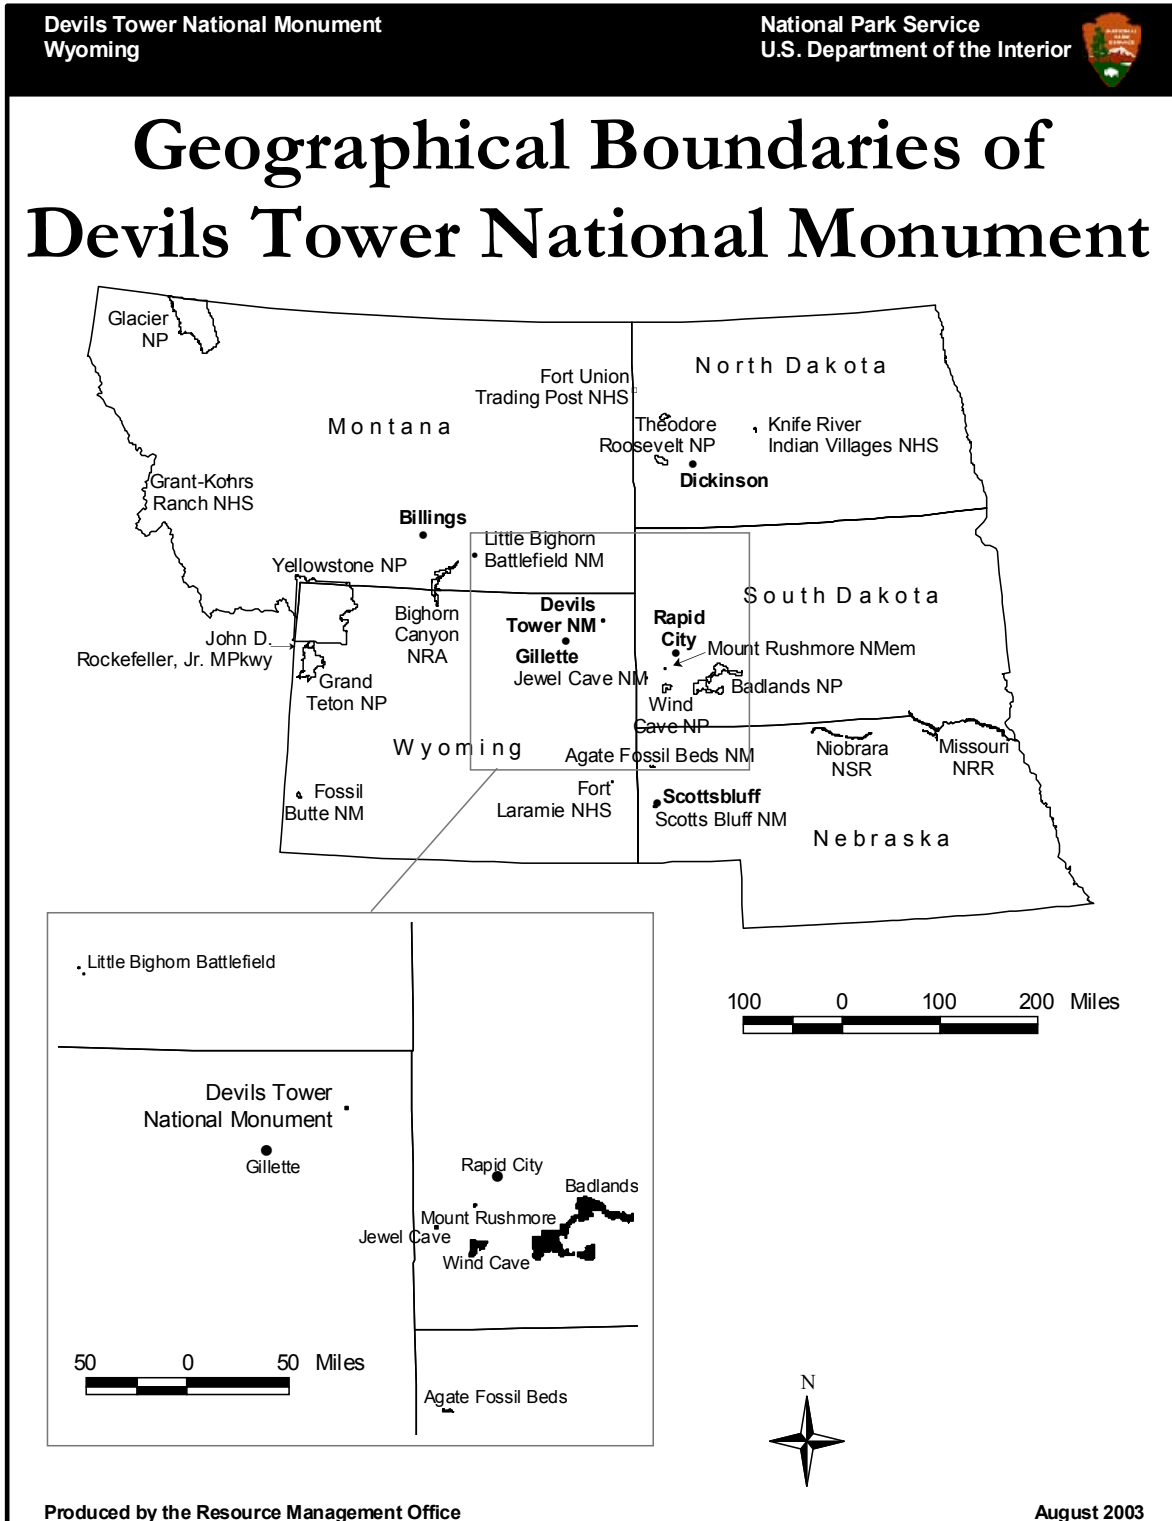 Devils Tower National Monument
Wyoming
National Park Service
U.S. Department of the Interior
NATIONAL
PARK
SERVICE
Geographical Boundaries of
Devils Tower National Monument
Glacier
NP
Montana
Fort Union
Trading Post NHS
North Dakota
Theodore
Roosevelt NP
Knife River
Indian Villages NHS
Dickinson
Grant-Kohrs
Ranch NHS
Billings
Little Bighorn
Battlefield NM
Yellowstone NP
Bighorn
Canyon
NRA
Devils
Tower NM
Gillette
Jewel Cave NM
South Dakota
Rapid
City
Mount Rushmore NMem
Badlands NP
Wind
Cave NP
John D.
Rockefeller, Jr. MPkwy
Grand
Teton NP
Wyoming
Agate Fossil Beds NM
Niobrara
NSR
Missouri
NRR
Fossil
Butte NM
Fort
Laramie NHS
Scottsbluff
Scotts Bluff NM
Nebraska
Little Bighorn Battlefield
100 0 100 200 Miles
Devils Tower
National Monument
Gillette
Rapid City
Badlands
Mount Rushmore
Jewel Cave
Wind Cave
50 0 50 Miles
Agate Fossil Beds
N
Produced by the Resource Management Office
August 2003